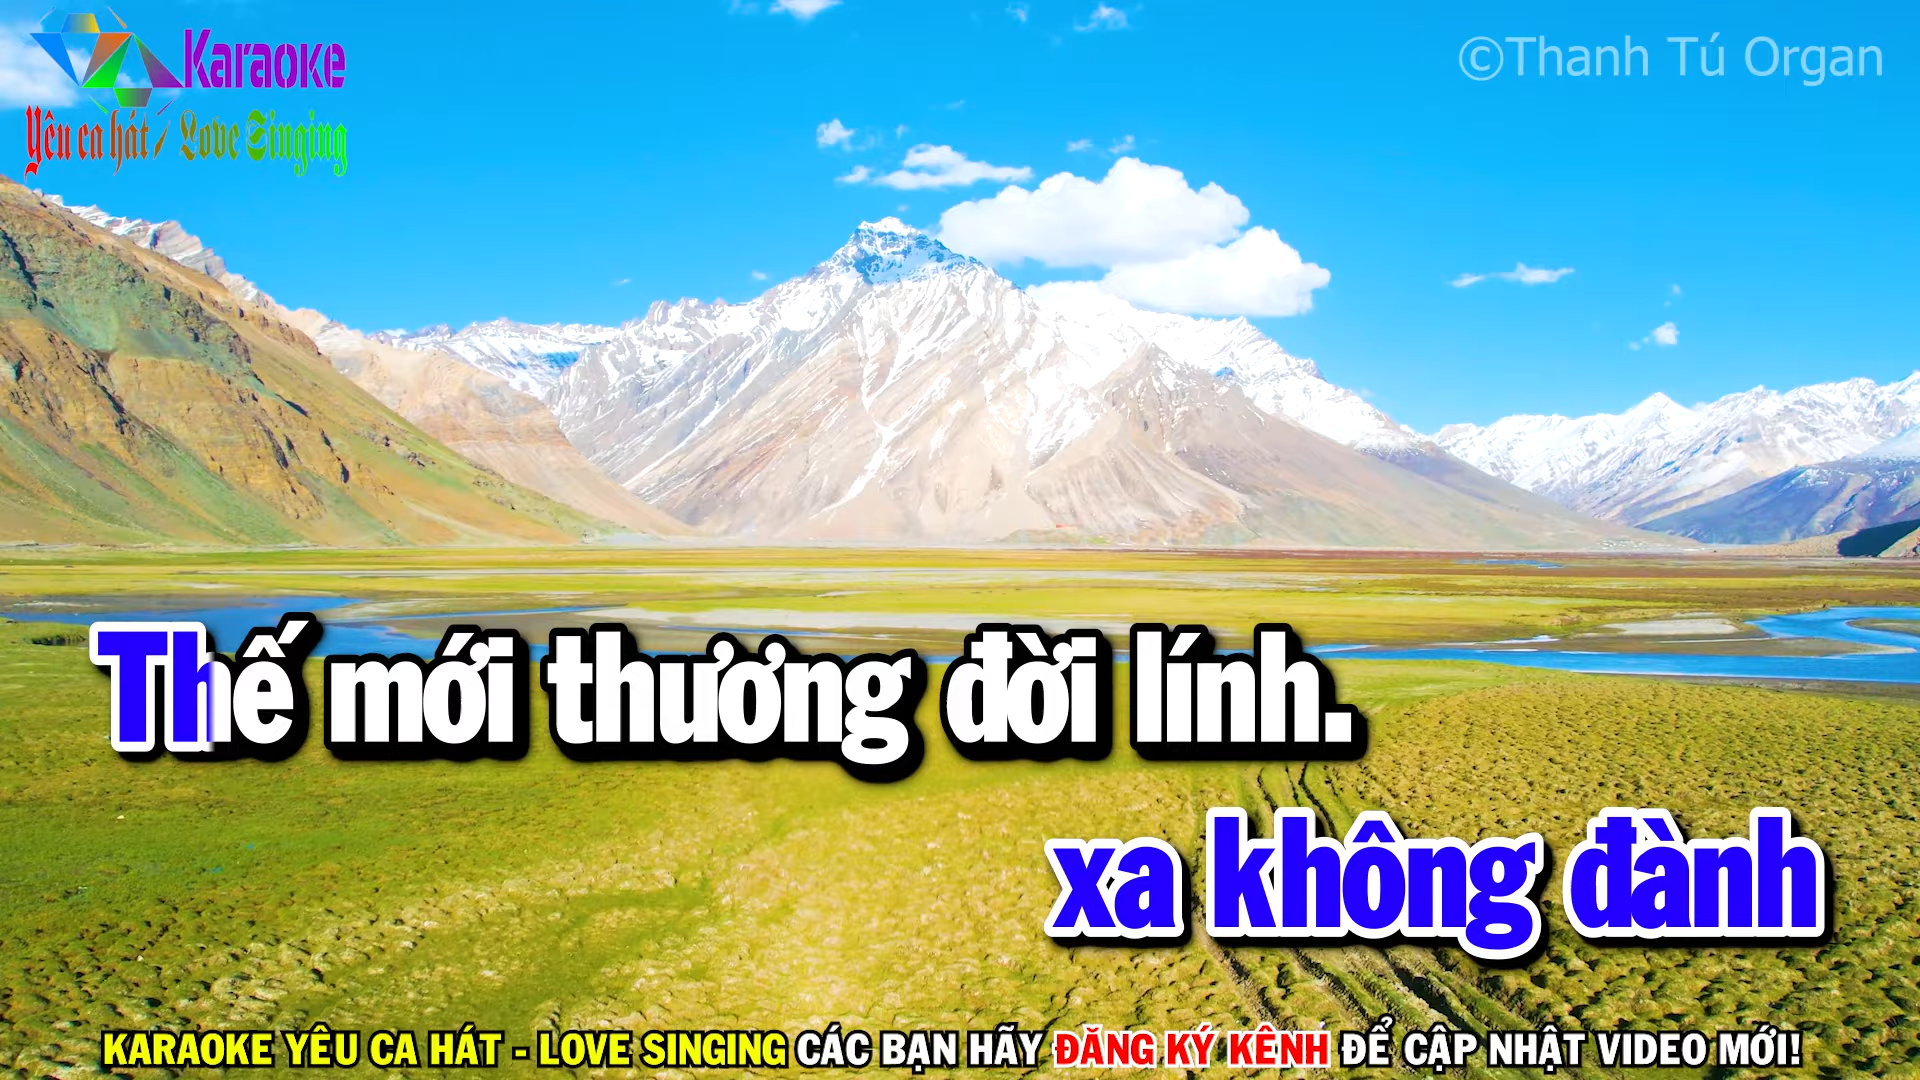 Karaoke
Yêu ca hát / Love Singing
©Thanh Tú Organ
Thế mới thương đời lính.
xa không đành
KARAOKE YÊU CA HÁT - LOVE SINGING CÁC BẠN HÃY ĐĂNG KÝ KÊNH ĐỂ CẬP NHẬT VIDEO MỚI!